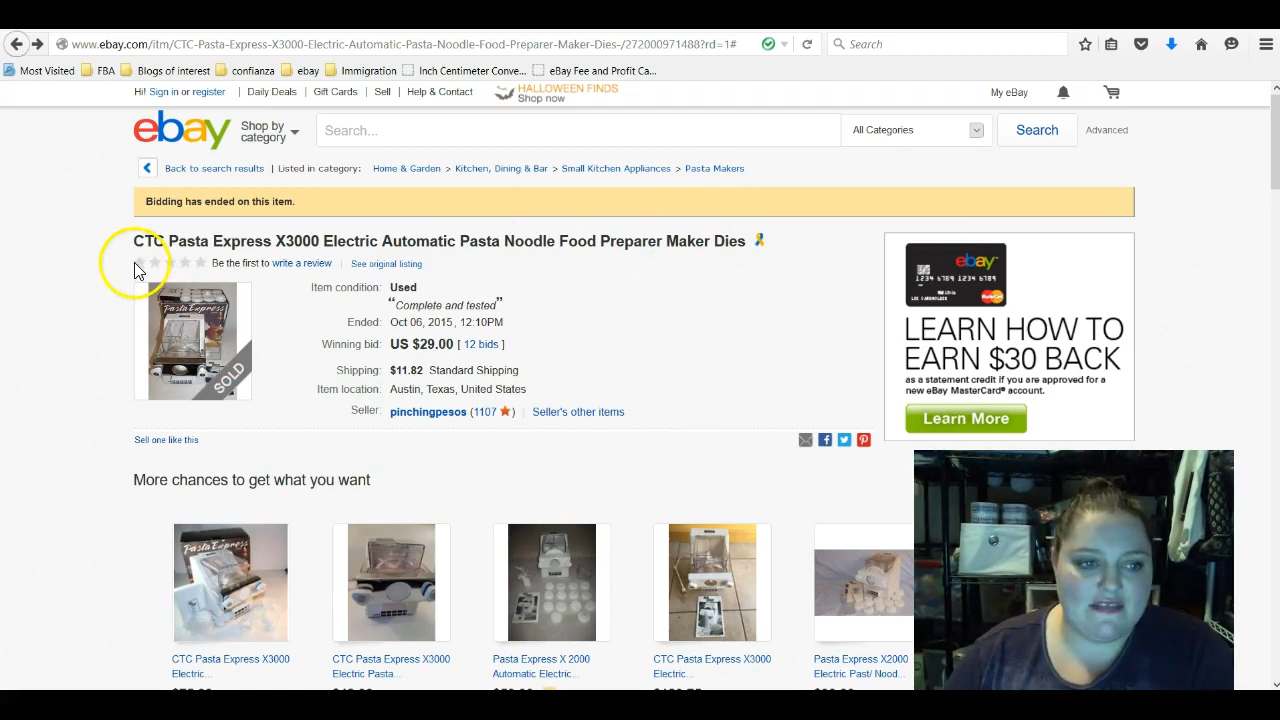 www.ebay.com/itm/CTC-Pasta-Express-X3000-Electric-Automatic-Pasta-Noodle-Food-Preparer-Maker-Dies-/272000971488?rd=1#
Search
Most Visited FBA Blogs of interest confianza ebay Immigration Inch Centimeter Conve... eBay Fee and Profit Ca...
Hi! Sign in or register Daily Deals Gift Cards Sell Help & Contact HALLOWEEN FINDS Shop now My eBay
ebay Shop by category Search... All Categories Search Advanced
Back to search results | Listed in category: Home & Garden > Kitchen, Dining & Bar > Small Kitchen Appliances > Pasta Makers
Bidding has ended on this item.
CTC Pasta Express X3000 Electric Automatic Pasta Noodle Food Preparer Maker Dies
Be the first to write a review | See original listing
Item condition: Used
“Complete and tested”
Ended: Oct 06, 2015 , 12:10PM
Winning bid: US $29.00 [ 12 bids ]
Shipping: $11.82 Standard Shipping
Item location: Austin, Texas, United States
Seller: pinchingpesos (1107 ) | Seller's other items
Pasta Express
SOLD
ebay
MasterCard
LEARN HOW TO
EARN $30 BACK
as a statement credit if you are approved for a
new eBay MasterCard® account.
Learn More
Sell one like this
More chances to get what you want
Pasta Express
CTC Pasta Express X3000 Electric...
CTC Pasta Express X3000 Electric Pasta...
Pasta Express X 2000 Automatic Electric...
CTC Pasta Express X3000 Electric...
Pasta Express X2000 Electric Past/ Nood...